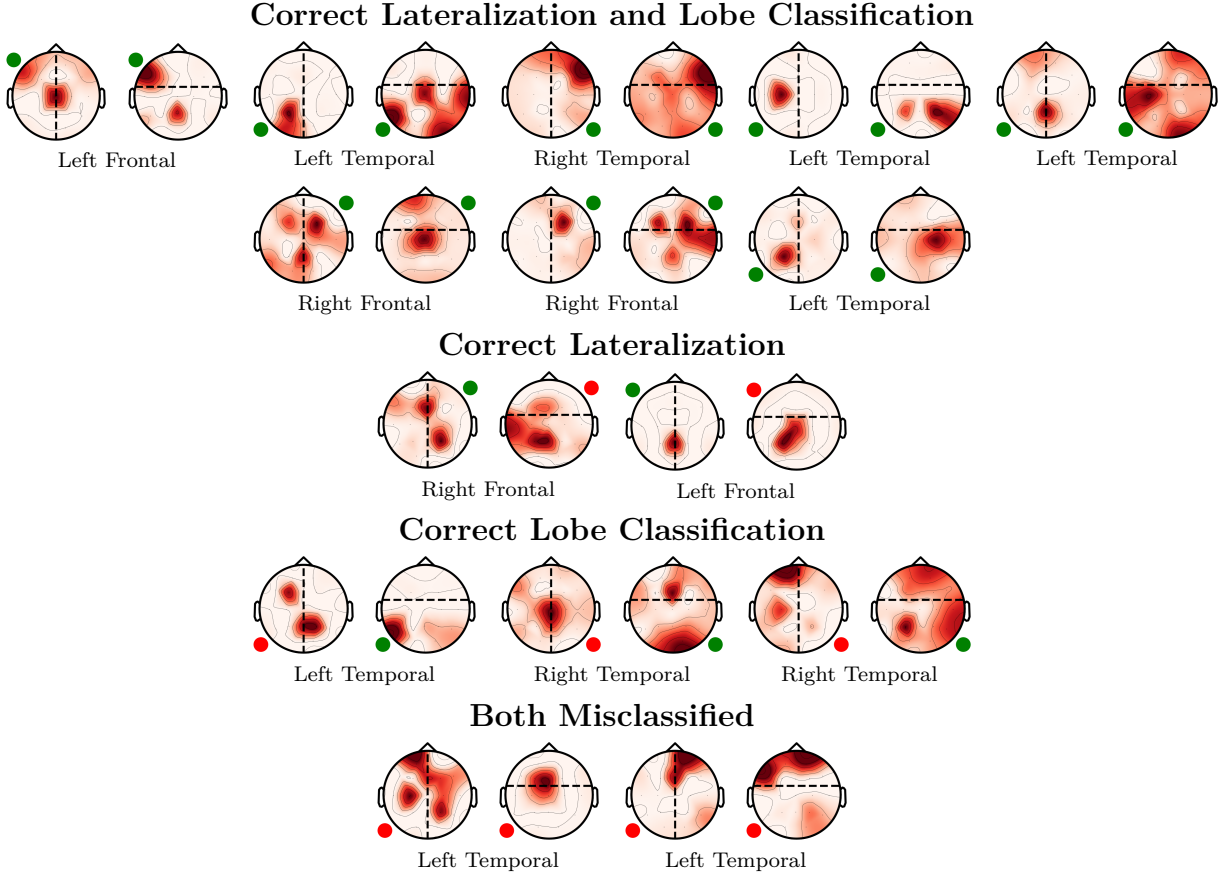 Correct Lateralization and Lobe Classification
Left Frontal Left Temporal Right Temporal Left Temporal Left Temporal
Right Frontal Right Frontal Left Temporal
Correct Lateralization
Right Frontal Left Frontal
Correct Lobe Classification
Left Temporal Right Temporal Right Temporal
Both Misclassified
Left Temporal Left Temporal